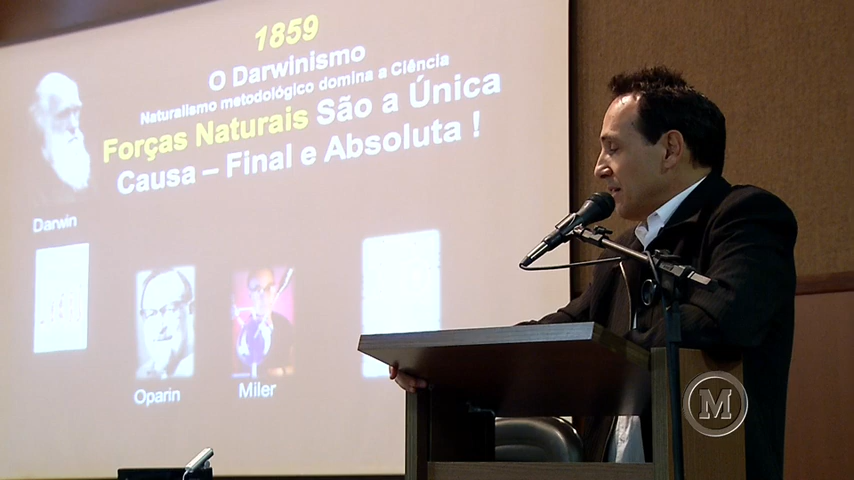 1859
O Darwinismo
Naturalismo metodológico domina a Ciência
Forças Naturais São a Única
Causa – Final e Absoluta !
Darwin
Oparin
Miler
M